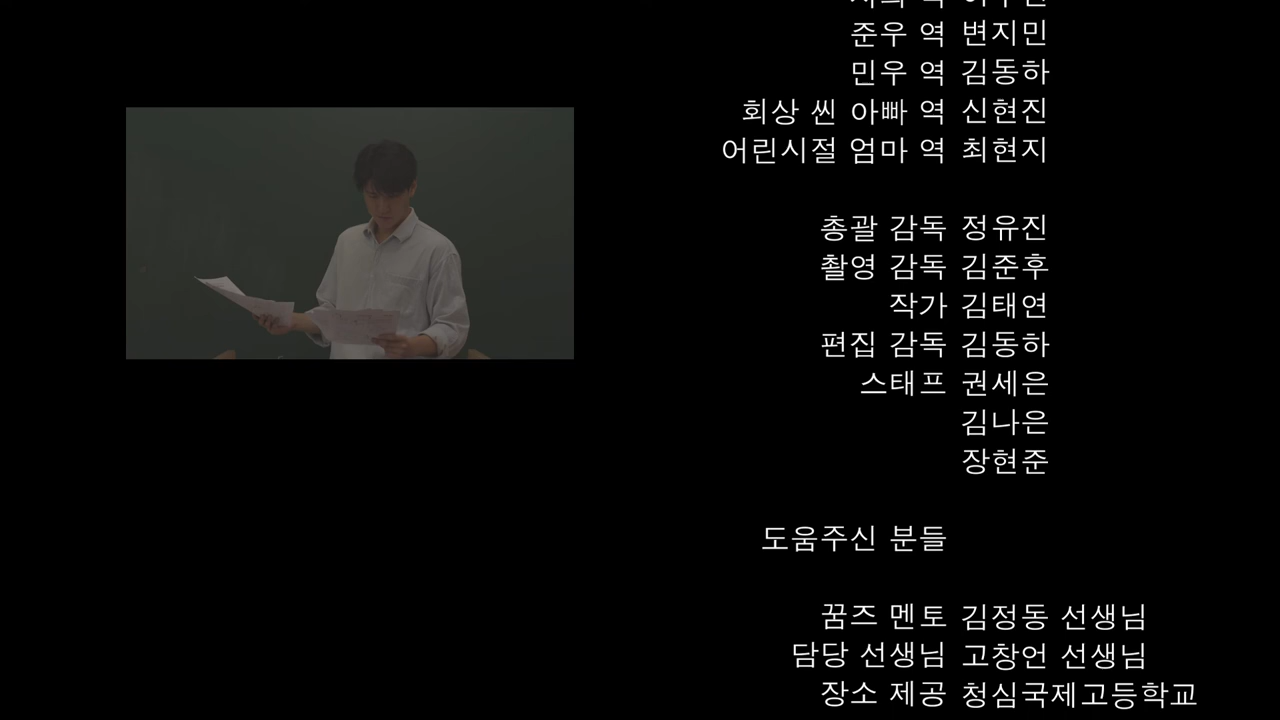 준우 역 변지민
민우 역 김동하
회상 씬 아빠 역 신현진
어린시절 엄마 역 최현지
총괄 감독 정유진
촬영 감독 김준후
작가 김태연
편집 감독 김동하
스태프 권세은
김나은
장현준
도움주신 분들
꿈즈 멘토 김정동 선생님
담당 선생님 고창언 선생님
장소 제공 청심국제고등학교